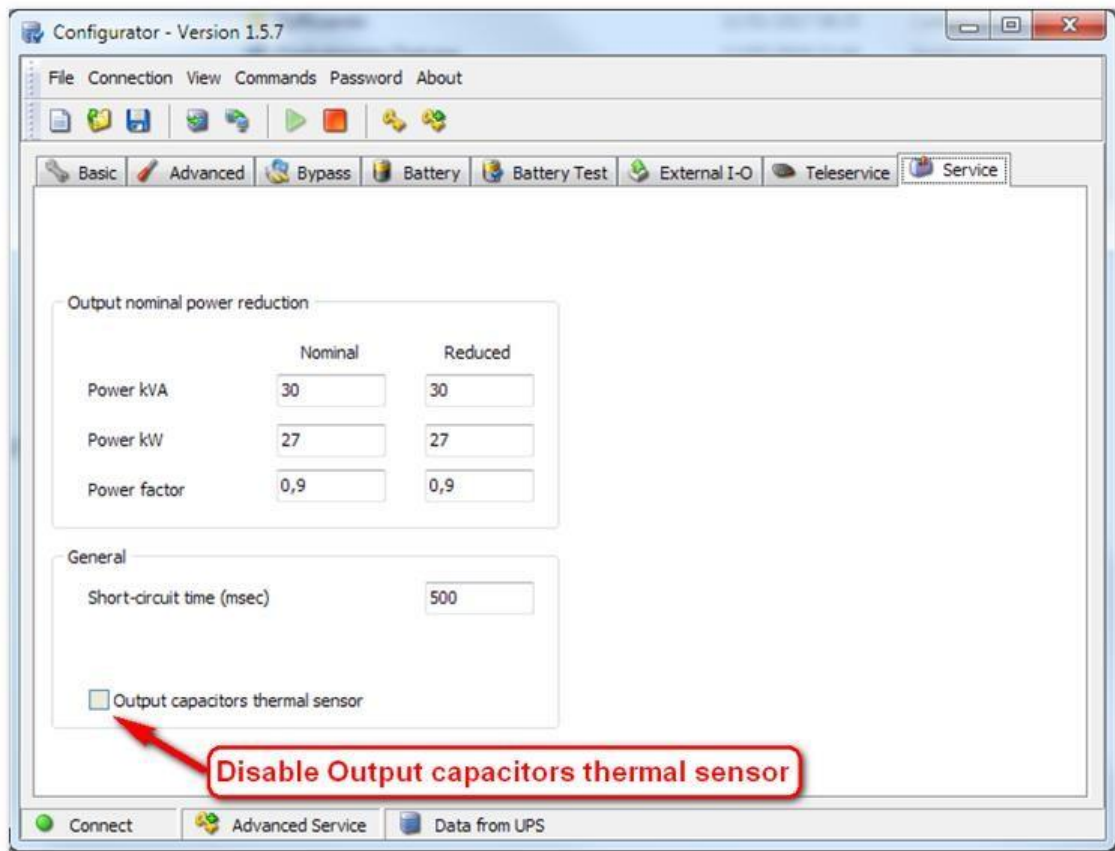 Configurator - Version 1.5.7
File Connection View Commands Password About
Basic Advanced Bypass Battery Battery Test External I-O Teleservice Service
Output nominal power reduction
Nominal Reduced
Power kVA 30 30
Power kW 27 27
Power factor 0,9 0,9
General
Short-circuit time (msec) 500
Output capacitors thermal sensor
Disable Output capacitors thermal sensor
Connect Advanced Service Data from UPS